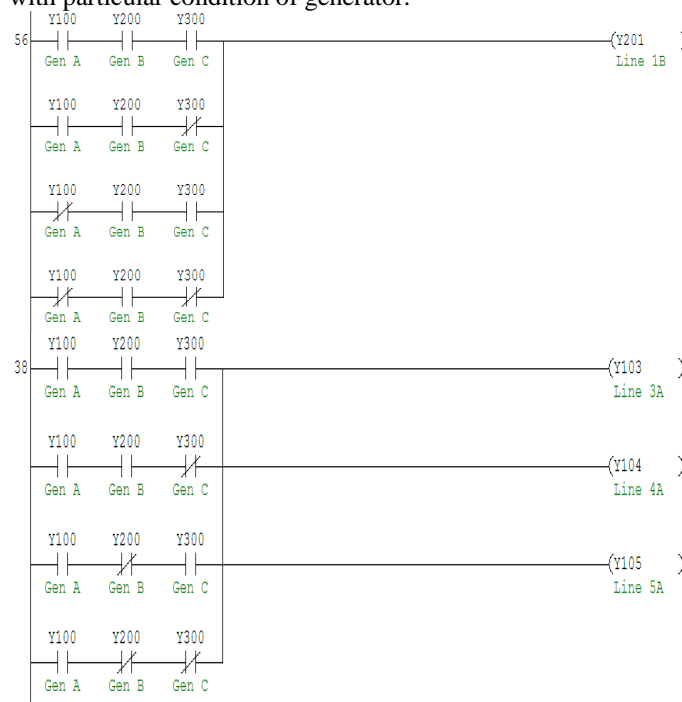 with particular condition of generator.
Y100 Y200 Y300
56 (Y201 )
Gen A Gen B Gen C Line 1B
Y100 Y200 Y300
Gen A Gen B Gen C
Y100 Y200 Y300
Gen A Gen B Gen C
Y100 Y200 Y300
Gen A Gen B Gen C
Y100 Y200 Y300
38 (Y103 )
Gen A Gen B Gen C Line 3A
Y100 Y200 Y300
(Y104 )
Gen A Gen B Gen C Line 4A
Y100 Y200 Y300
(Y105 )
Gen A Gen B Gen C Line 5A
Y100 Y200 Y300
Gen A Gen B Gen C